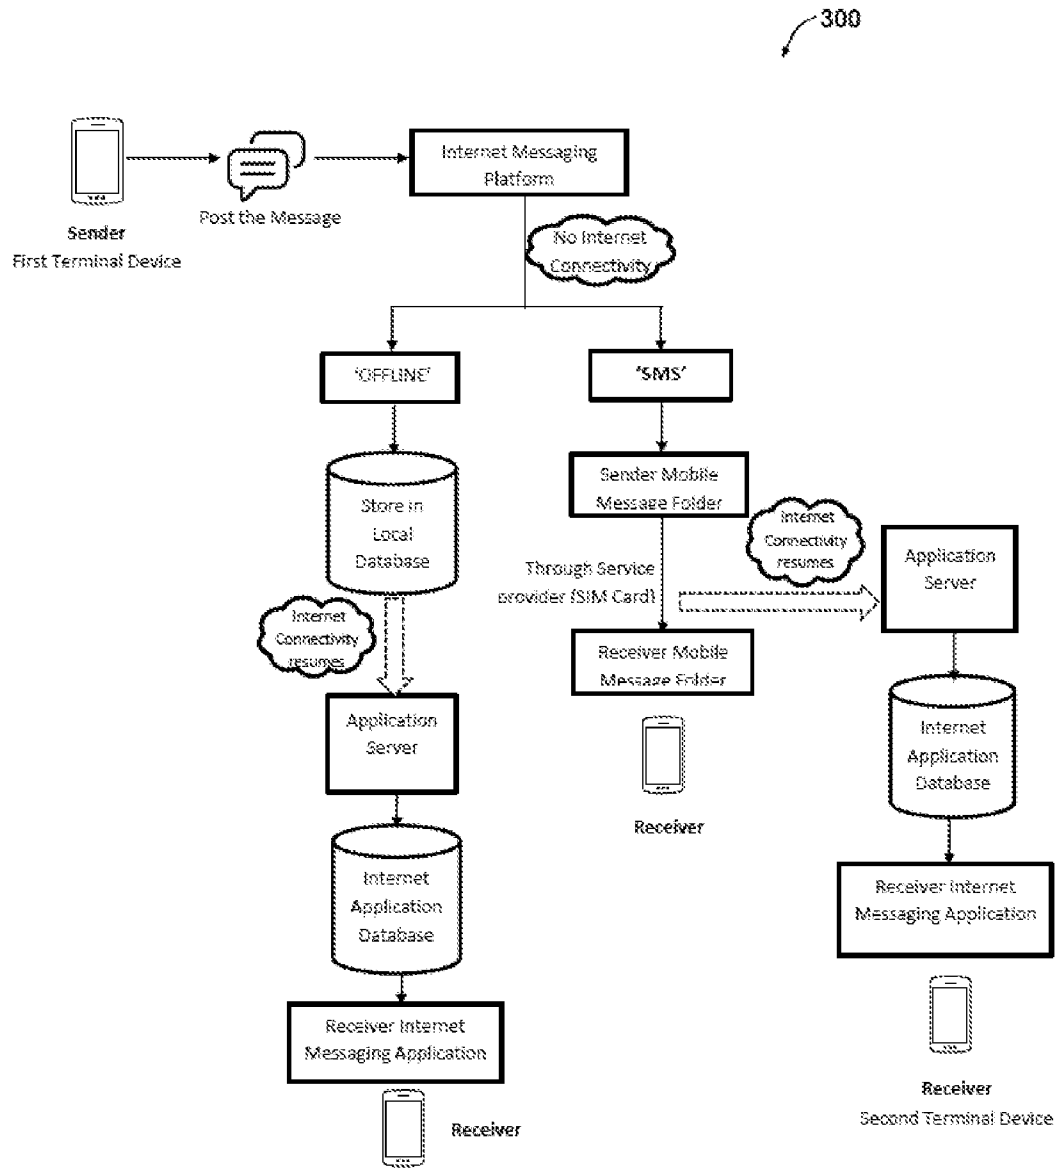 300
Internet Messaging
Platform
Post the Message
Sender
First Terminal Device
No Internet
Connectivity
'OFFLINE'
'SMS'
Store in
Local
Database
Sender Mobile
Message Folder
Internet
Connectivity
resumes
Application
Server
Through Service
provider (SIM Card)
Internet
Connectivity
resumes
Receiver Mobile
Message Folder
Application
Server
Internet
Application
Database
Receiver
Internet
Application
Database
Receiver Internet
Messaging Application
Receiver Internet
Messaging Application
Receiver
Second Terminal Device
Receiver